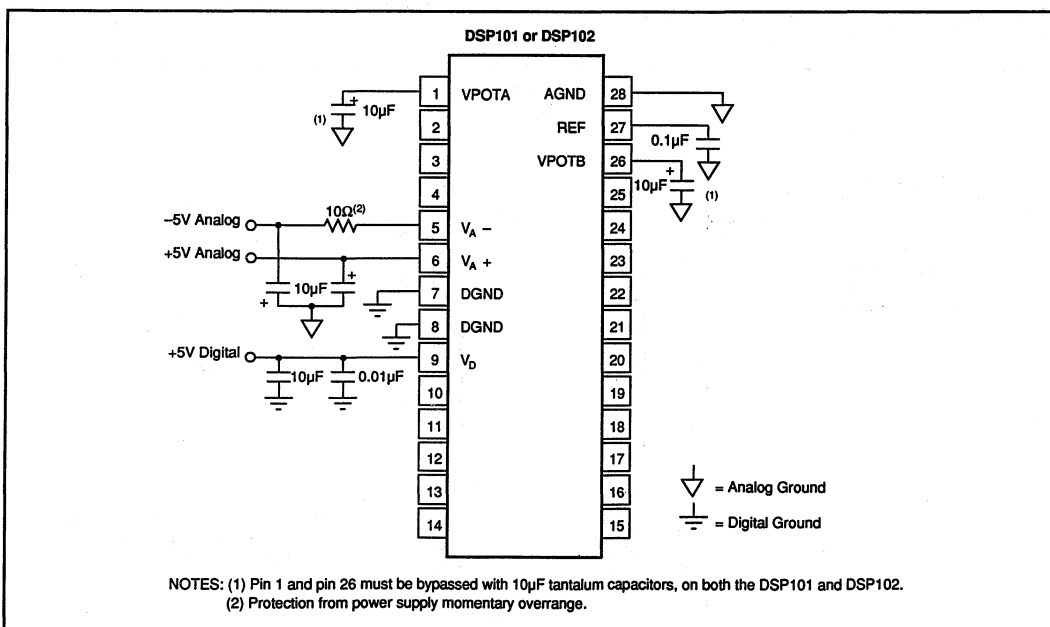 DSP101 or DSP102
1 VPOTA AGND 28
+ 10µF
(1)
2 REF 27
0.1µF
3 VPOTB 26
+
10µF
(1)
4 25
–5V Analog 10Ω(2) 5 VA – 24
+5V Analog 6 VA + 23
+ 10µF +
7 DGND 22
8 DGND 21
+5V Digital 9 VD 20
10µF 0.01µF
10 19
11 18
12 17
13 16
14 15
= Analog Ground
= Digital Ground
NOTES: (1) Pin 1 and pin 26 must be bypassed with 10µF tantalum capacitors, on both the DSP101 and DSP102.
(2) Protection from power supply momentary overrange.